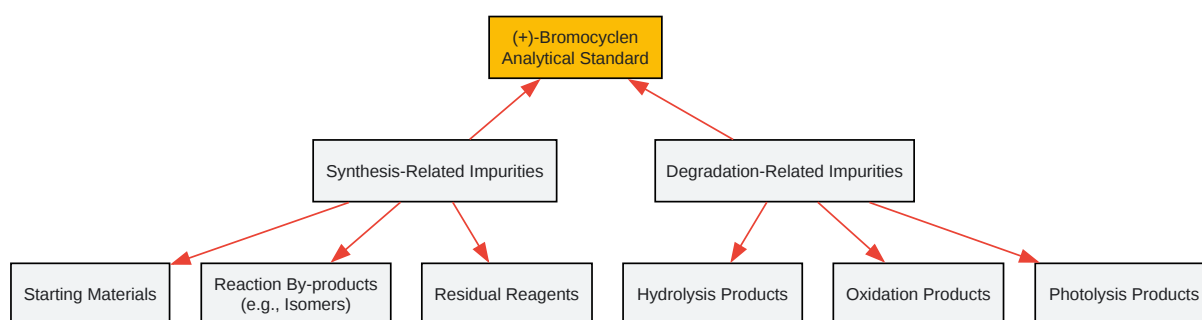 (+)-Bromocyclen
Analytical Standard
Synthesis-Related Impurities
Degradation-Related Impurities
Starting Materials
Reaction By-products
(e.g., Isomers)
Residual Reagents
Hydrolysis Products
Oxidation Products
Photolysis Products